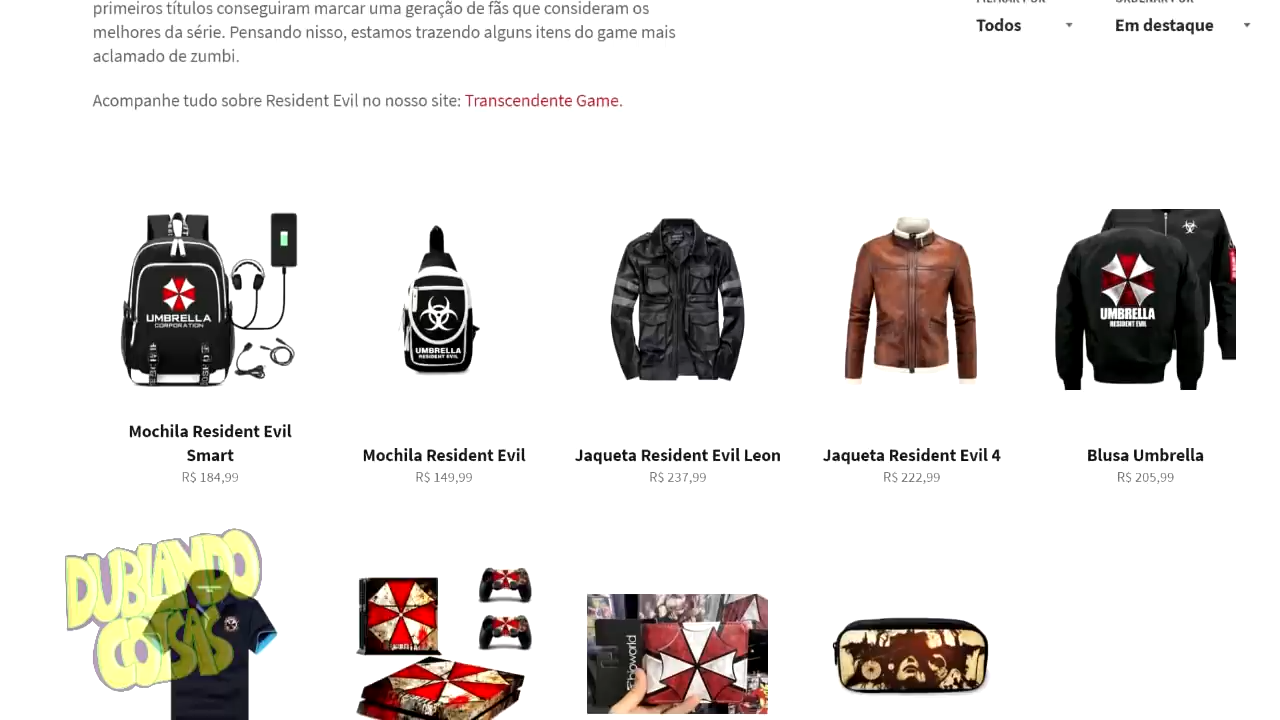 primeiros títulos conseguiram marcar uma geração de fãs que consideram os
melhores da série. Pensando nisso, estamos trazendo alguns itens do game mais
aclamado de zumbi.
Acompanhe tudo sobre Resident Evil no nosso site: Transcendente Game.
Todos
Em destaque
UMBRELLA
CORPORATION
UMBRELLA
RESIDENT EVIL
UMBRELLA
RESIDENT EVIL
Mochila Resident Evil
Smart
R$ 184,99
Mochila Resident Evil
R$ 149,99
Jaqueta Resident Evil Leon
R$ 237,99
Jaqueta Resident Evil 4
R$ 222,99
Blusa Umbrella
R$ 205,99
DUBLANDO
COISAS
bioworld